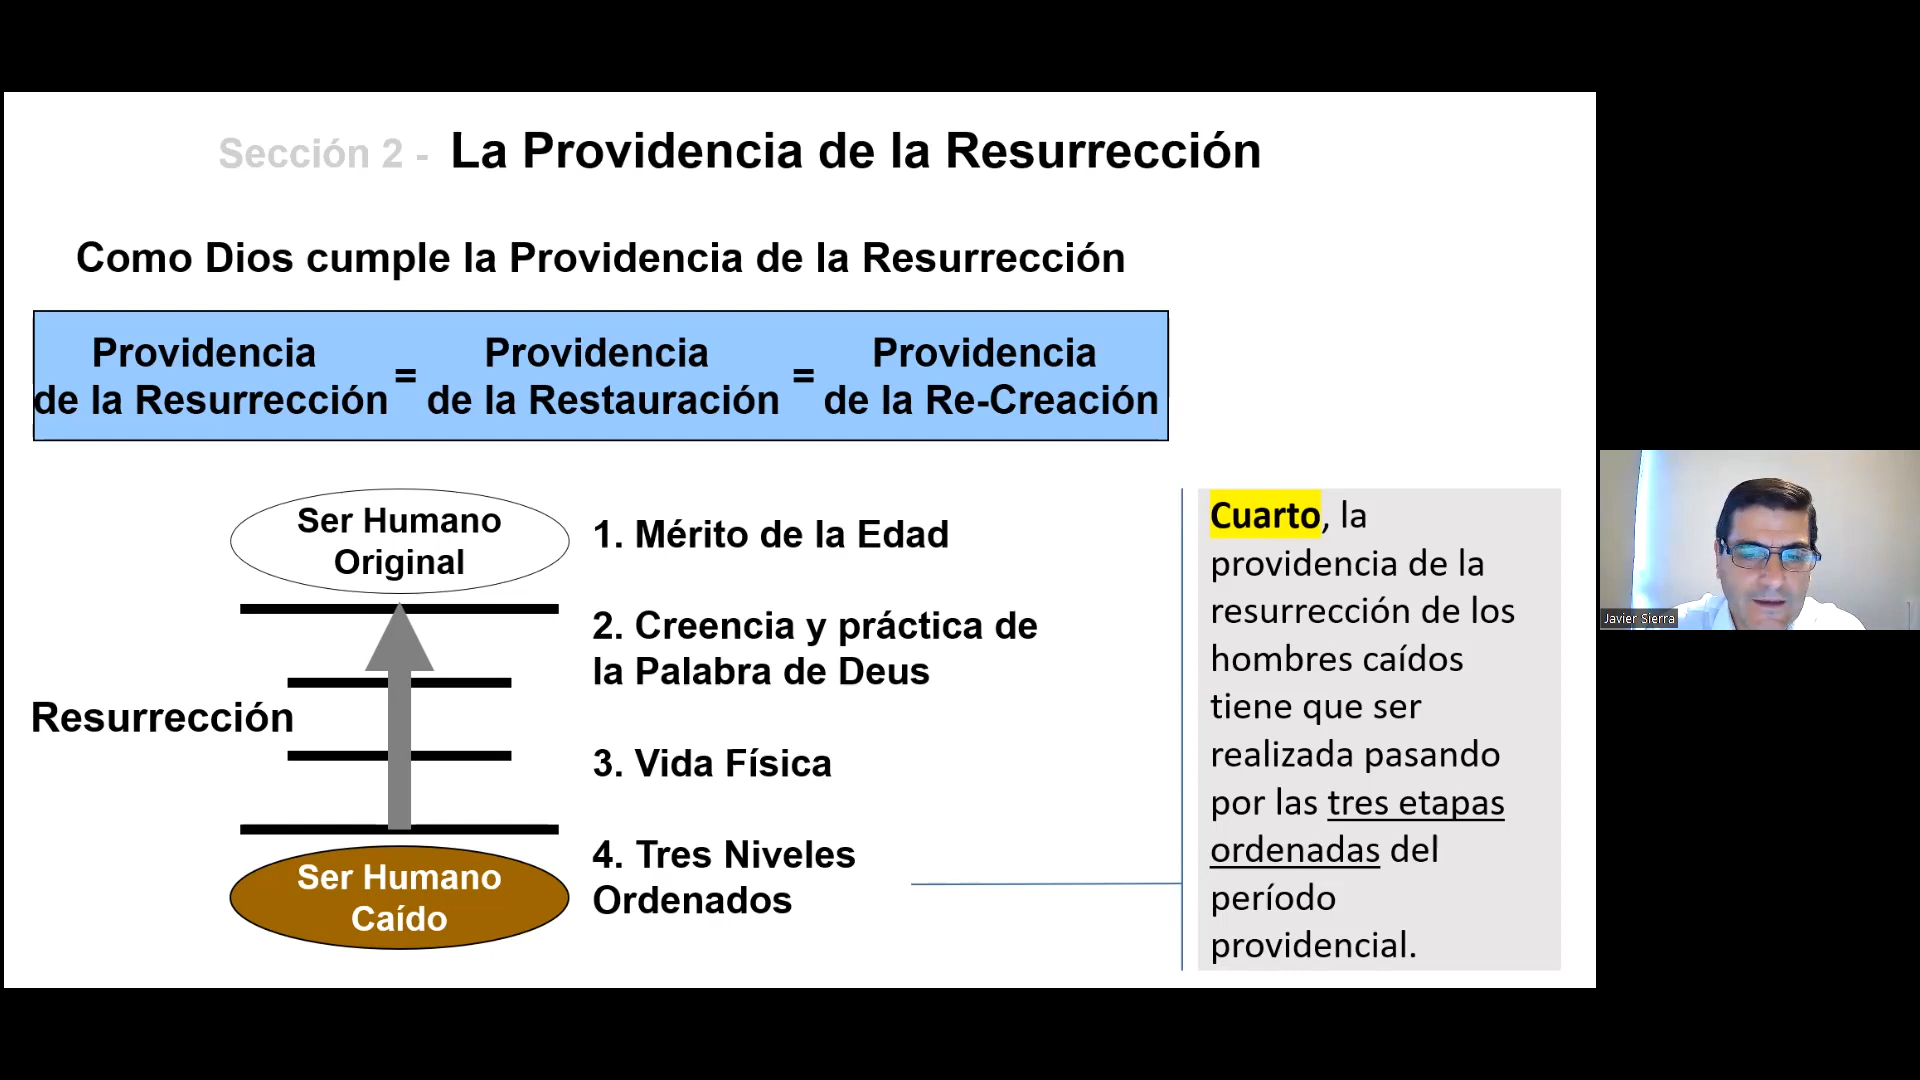 Sección 2 - La Providencia de la Resurrección
Como Dios cumple la Providencia de la Resurrección
Providencia
de la Resurrección
=
Providencia
de la Restauración
=
Providencia
de la Re-Creación
Ser Humano
Original
Resurrección
Ser Humano
Caído
1. Mérito de la Edad
2. Creencia y práctica de
la Palabra de Deus
3. Vida Física
4. Tres Niveles
Ordenados
Cuarto, la
providencia de la
resurrección de los
hombres caídos
tiene que ser
realizada pasando
por las tres etapas
ordenadas del
período
providencial.
Javier Sierra